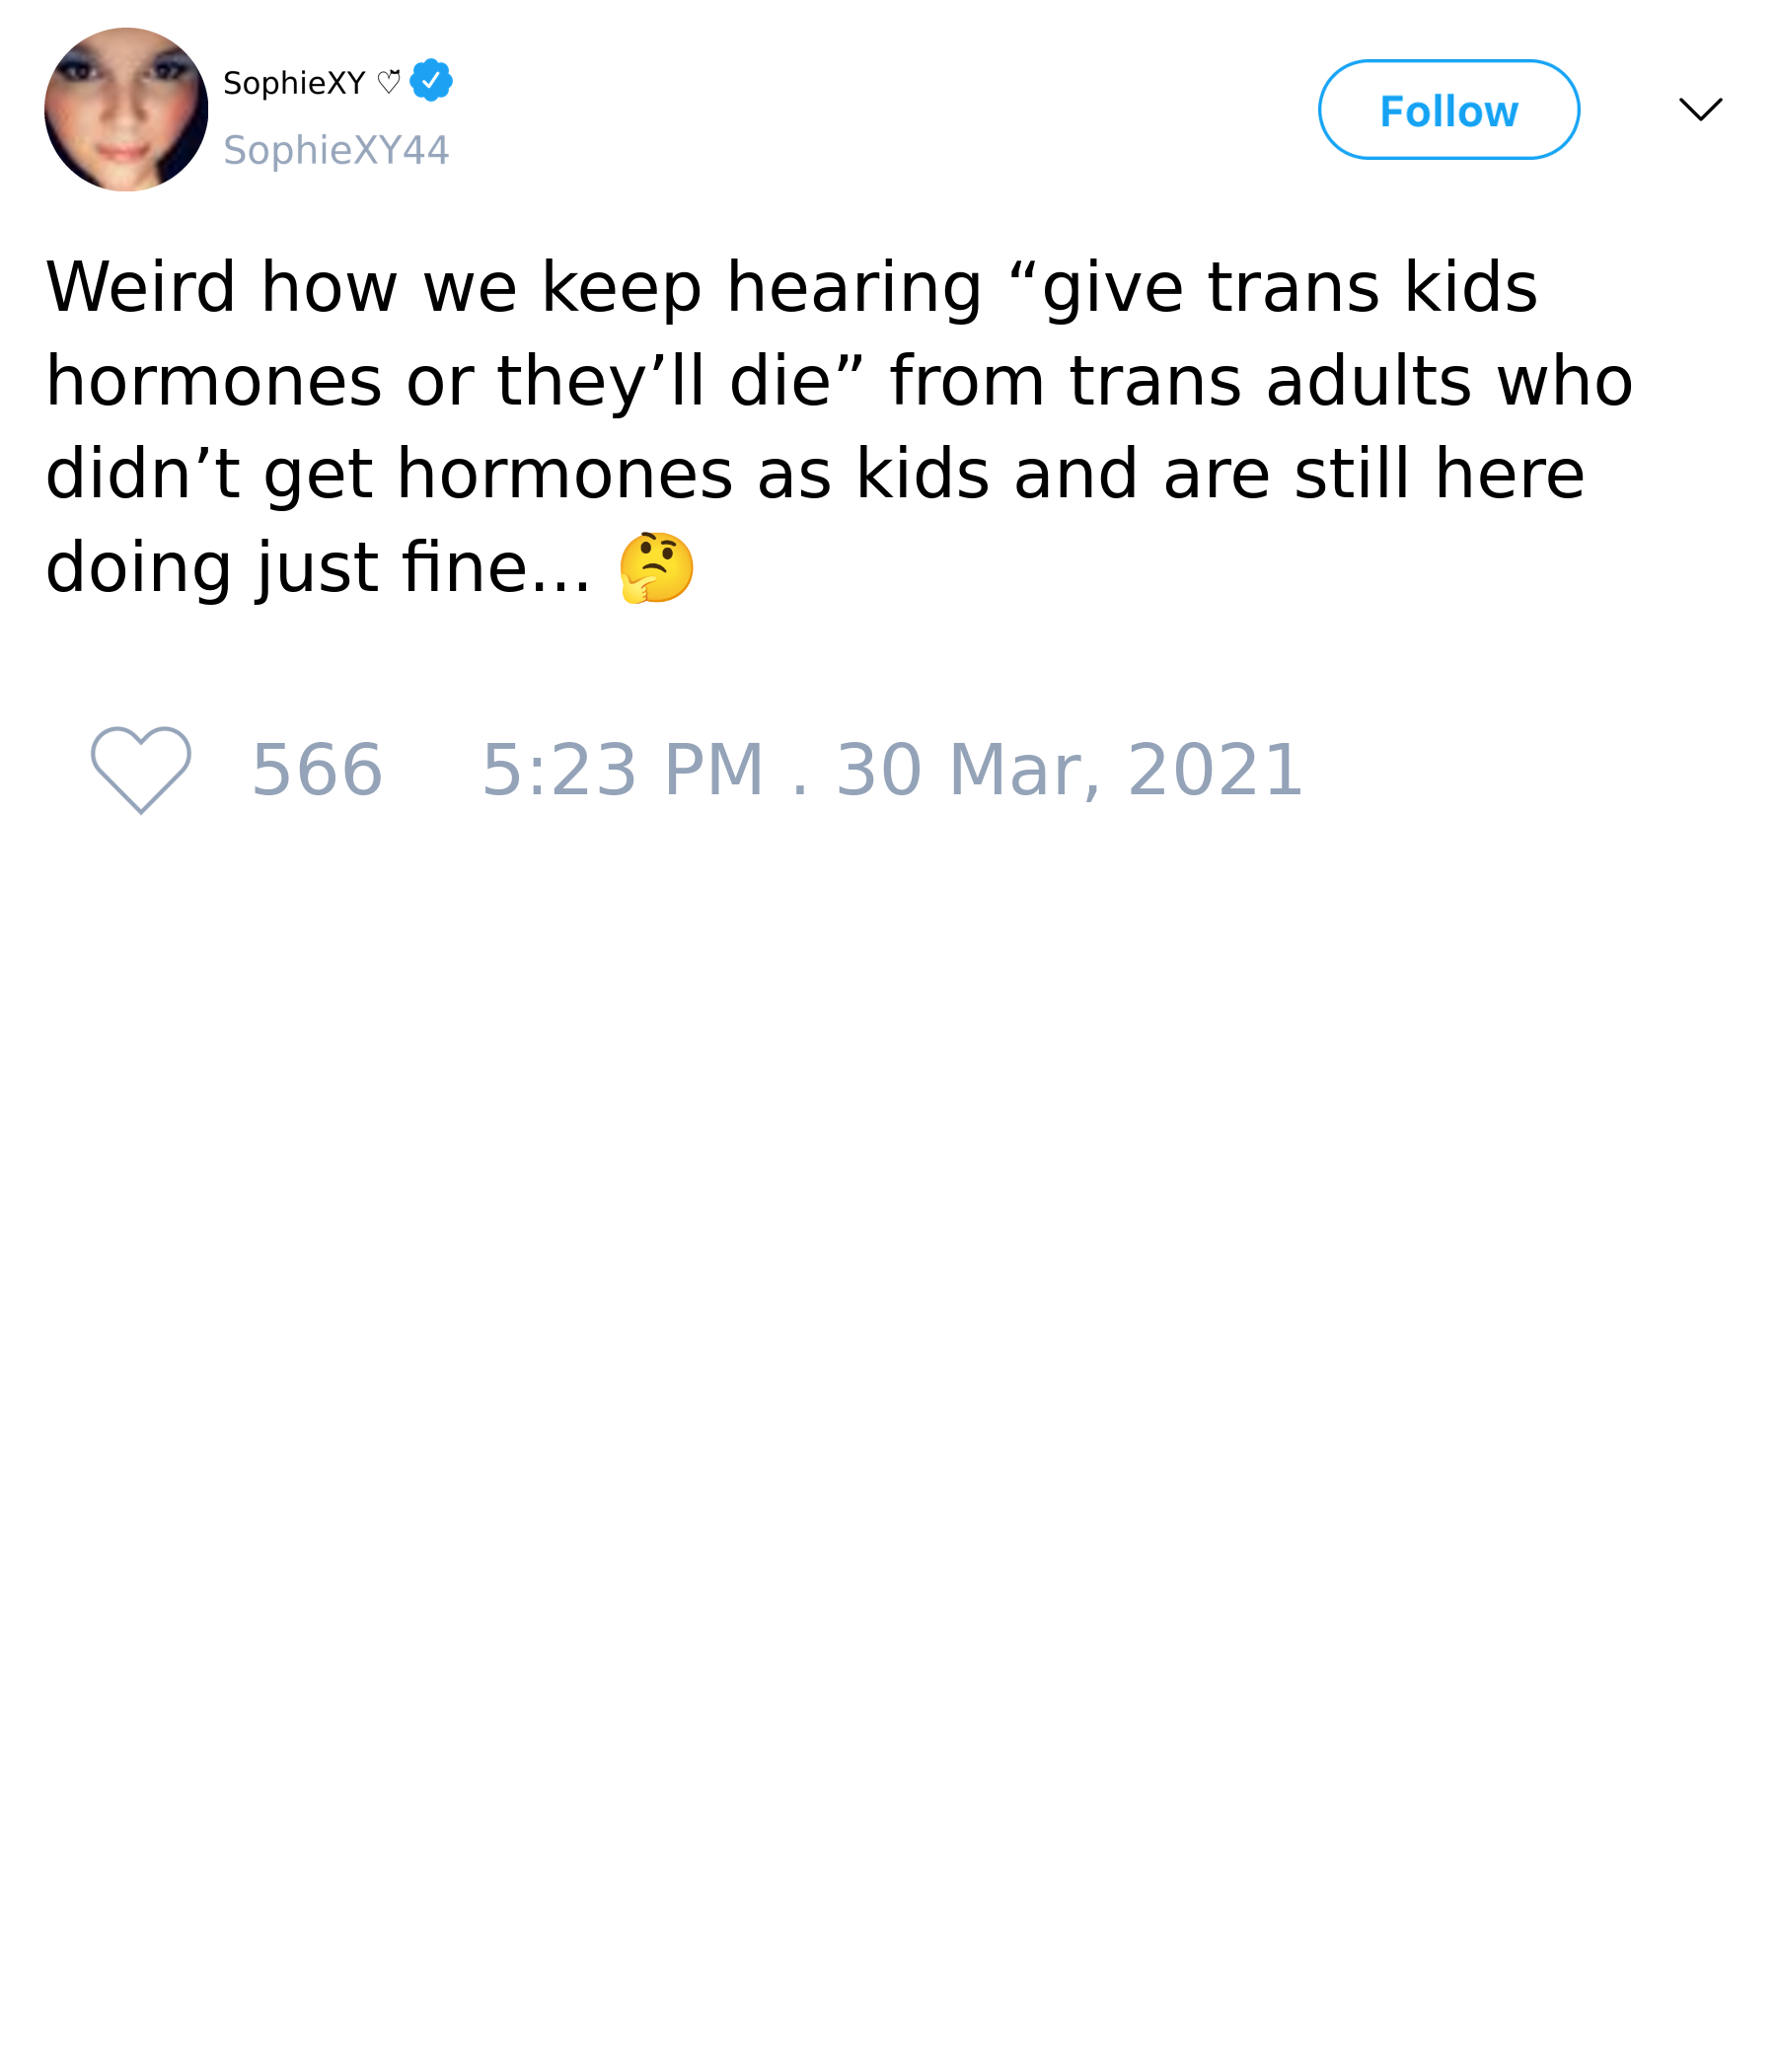 SophieXY ♡
SophieXY44
Follow
Weird how we keep hearing “give trans kids
hormones or they’ll die” from trans adults who
didn’t get hormones as kids and are still here
doing just fine... 🤔
566 5:23 PM . 30 Mar, 2021